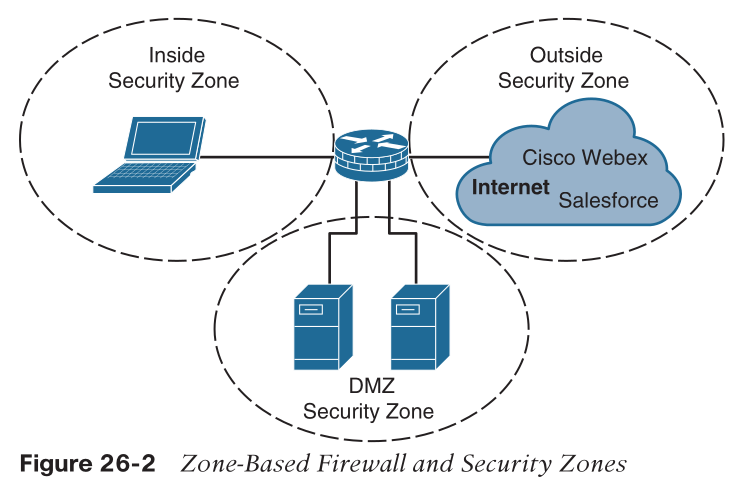 Inside
Security Zone
Outside
Security Zone
Cisco Webex
Internet
Salesforce
DMZ
Security Zone
Figure 26-2 Zone-Based Firewall and Security Zones